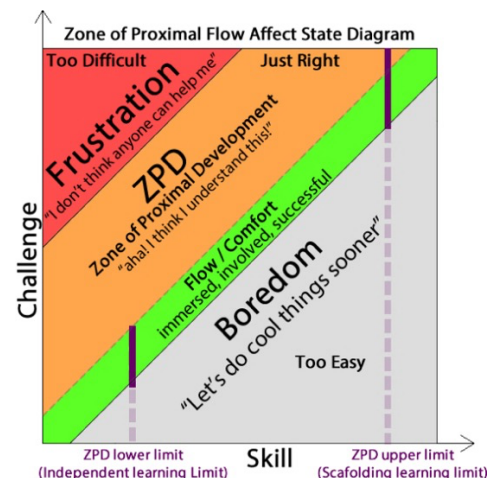 Zone of Proximal Flow Affect State Diagram
Too Difficult
Just Right
Frustration
"I don't think anyone can help me"
ZPD
Zone of Proximal Development
"aha! I think I understand this!"
Flow / Comfort
immersed, involved, successful
Boredom
"Let's do cool things sooner"
Too Easy
Challenge
Skill
ZPD lower limit
(Independent learning Limit)
ZPD upper limit
(Scafolding learning limit)